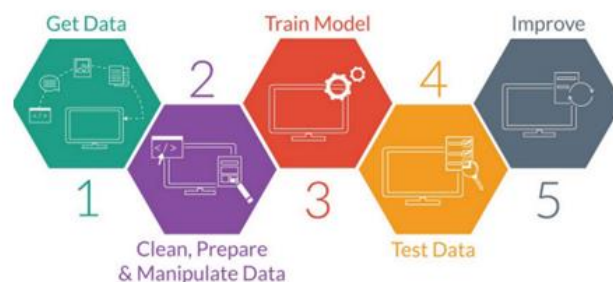 Get Data
1
2
Clean, Prepare
& Manipulate Data
Train Model
3
4
Test Data
Improve
5
</>
</>